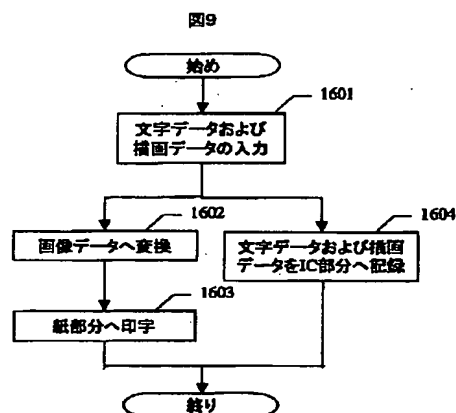 図9
始め
1601
文字データおよび
描画データの入力
1602
画像データへ変換
1604
文字データおよび描画
データをIC部分へ記録
1603
紙部分へ印字
終り